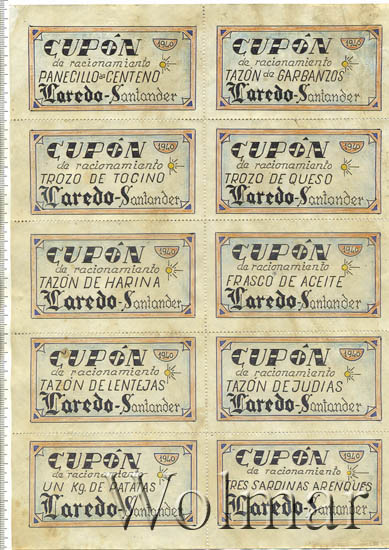 CUPÓN 1940
de racionamiento
PANECILLO de CENTENO
Laredo-Santander
CUPÓN 1940
de racionamiento
TAZÓN de GARBANZOS
Laredo-Santander
CUPÓN 1940
de racionamiento
TROZO DE TOCINO
Laredo-Santander
CUPÓN 1940
de racionamiento
TROZO DE QUESO
Laredo-Santander
CUPÓN 1940
de racionamiento
TAZÓN DE HARINA
Laredo-Santander
CUPÓN 1940
de racionamiento
FRASCO DE ACEITE
Laredo-Santander
CUPÓN 1940
de racionamiento
TAZÓN DE LENTEJAS
Laredo-Santander
CUPÓN 1940
de racionamiento
TAZÓN DE JUDIAS
Laredo-Santander
CUPÓN 1940
de racionamiento
UN Kg. DE PATATAS
Laredo-Santander
CUPÓN 1940
de racionamiento
TRES SARDINAS ARENQUES
Laredo-Santander
Wolmar